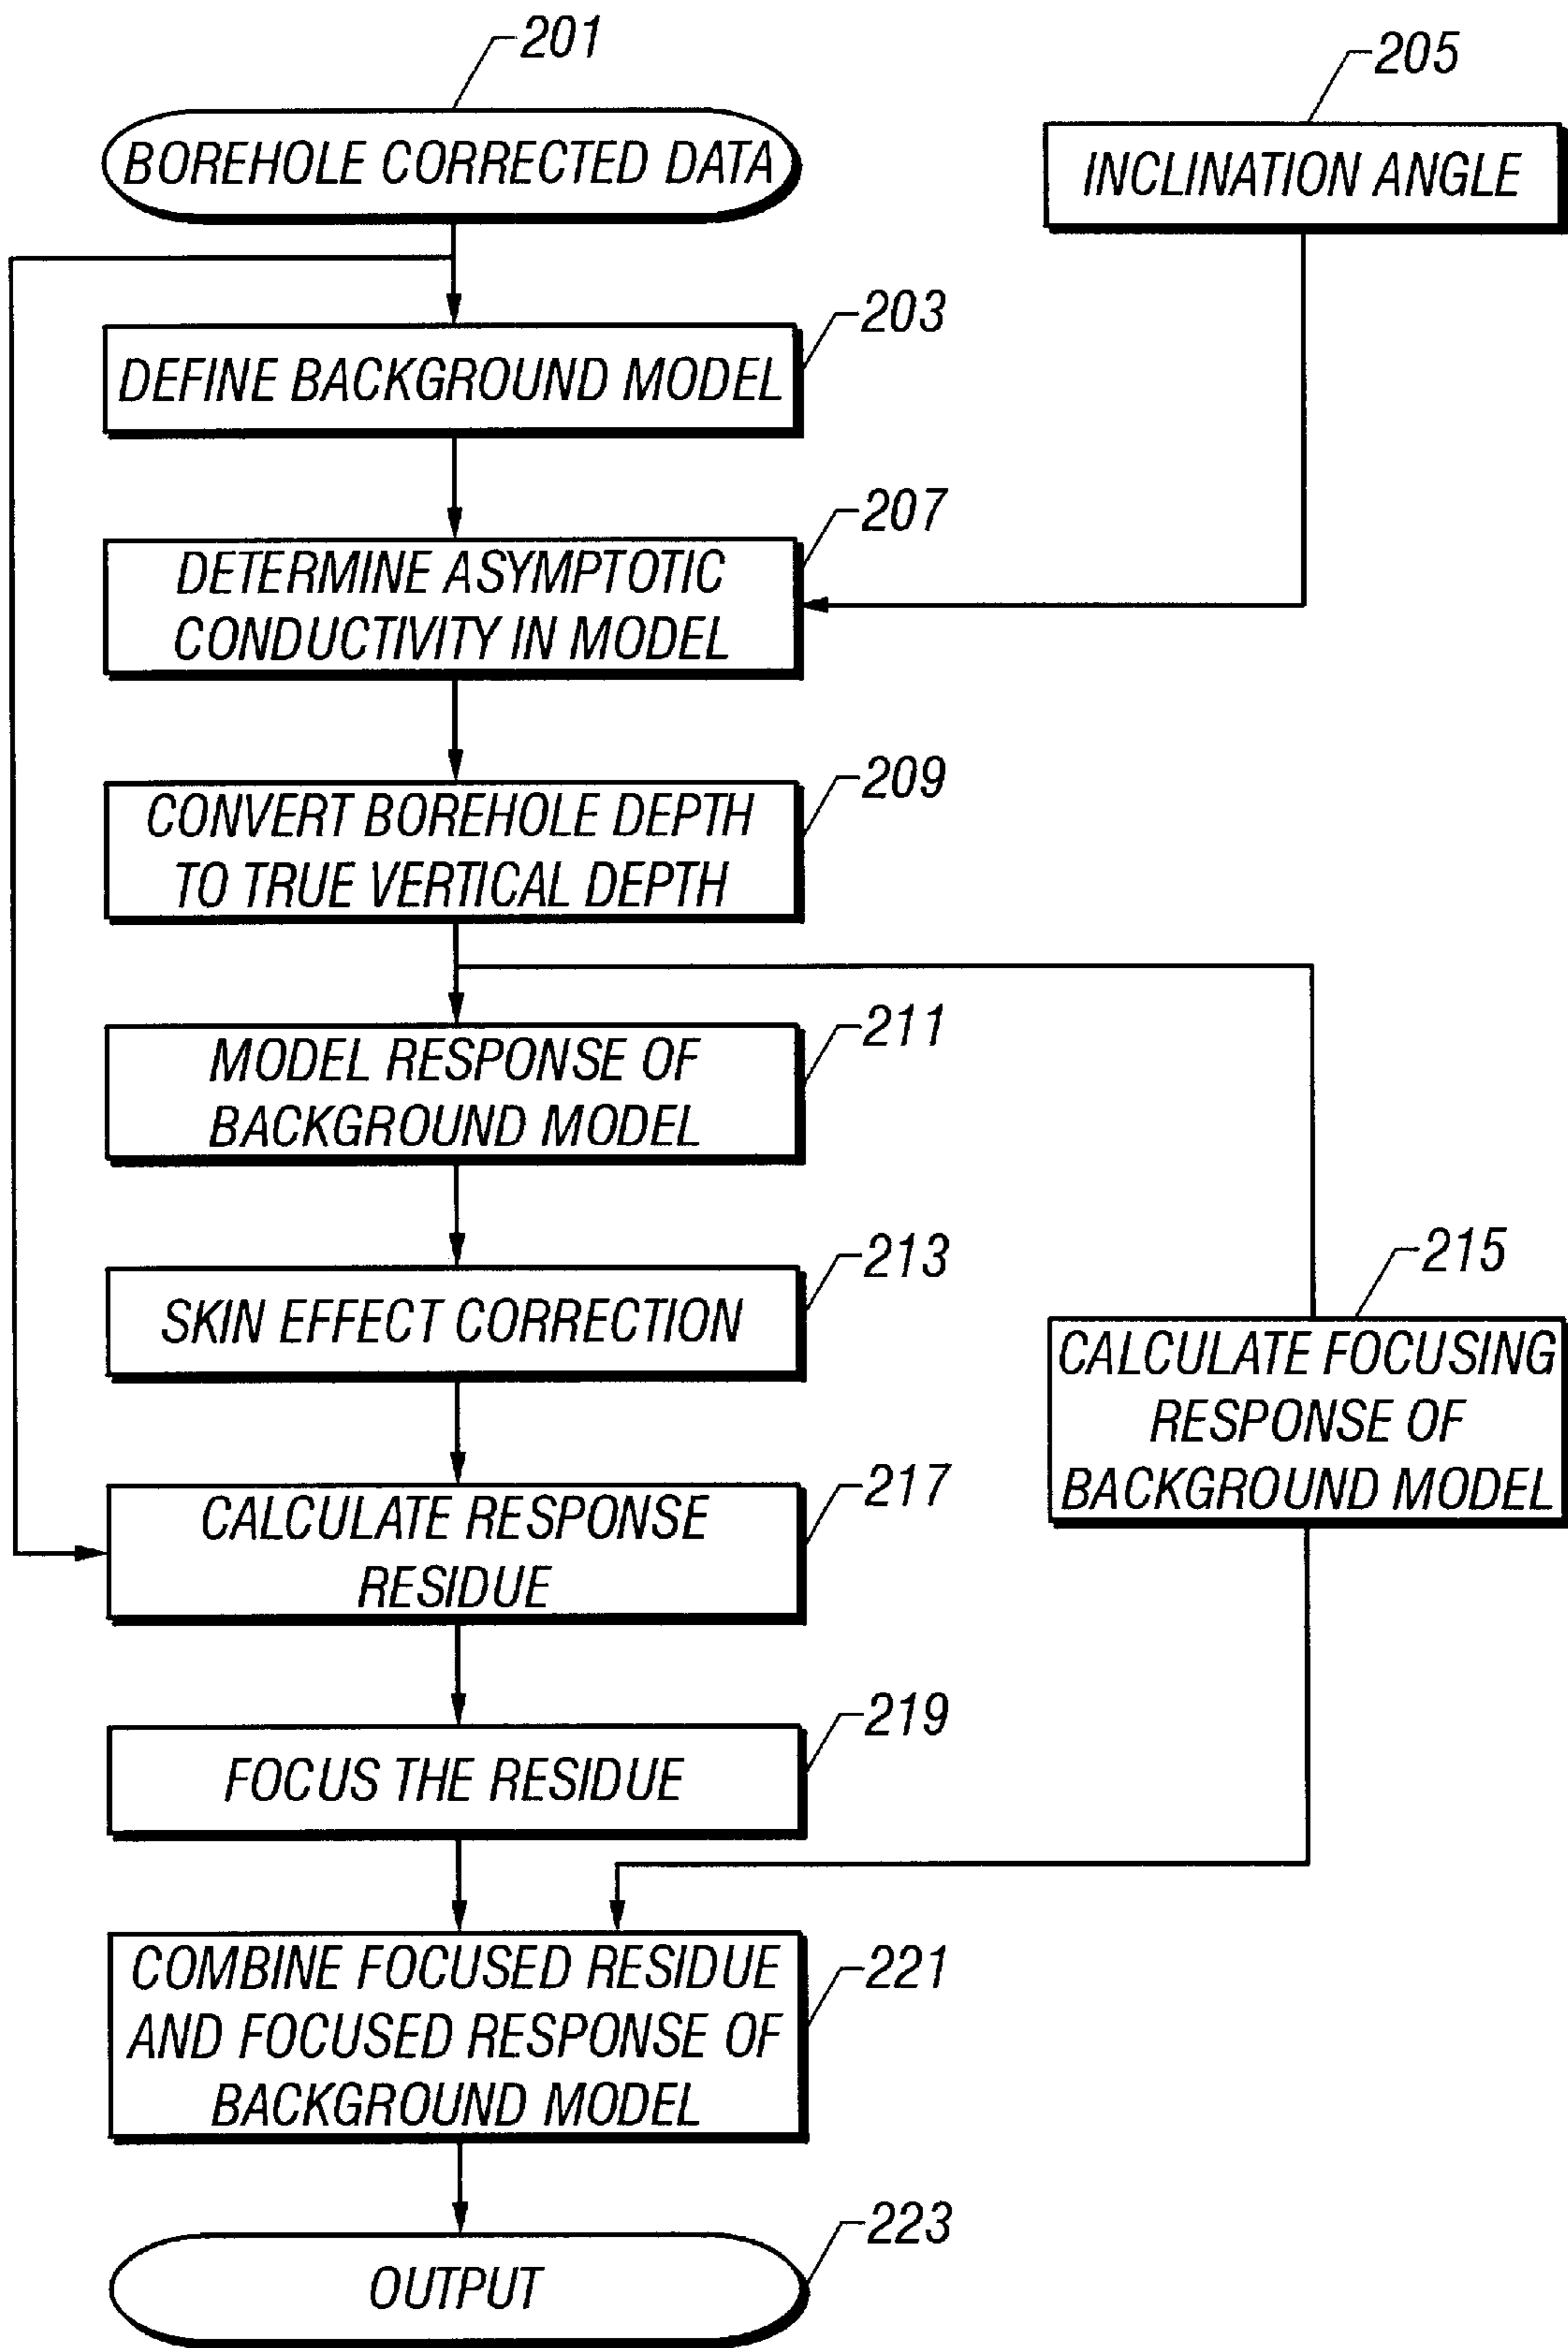 201
BOREHOLE CORRECTED DATA
205
INCLINATION ANGLE
203
DEFINE BACKGROUND MODEL
207
DETERMINE ASYMPTOTIC
CONDUCTIVITY IN MODEL
209
CONVERT BOREHOLE DEPTH
TO TRUE VERTICAL DEPTH
211
MODEL RESPONSE OF
BACKGROUND MODEL
213
SKIN EFFECT CORRECTION
215
CALCULATE FOCUSING
RESPONSE OF
BACKGROUND MODEL
217
CALCULATE RESPONSE
RESIDUE
219
FOCUS THE RESIDUE
221
COMBINE FOCUSED RESIDUE
AND FOCUSED RESPONSE OF
BACKGROUND MODEL
223
OUTPUT